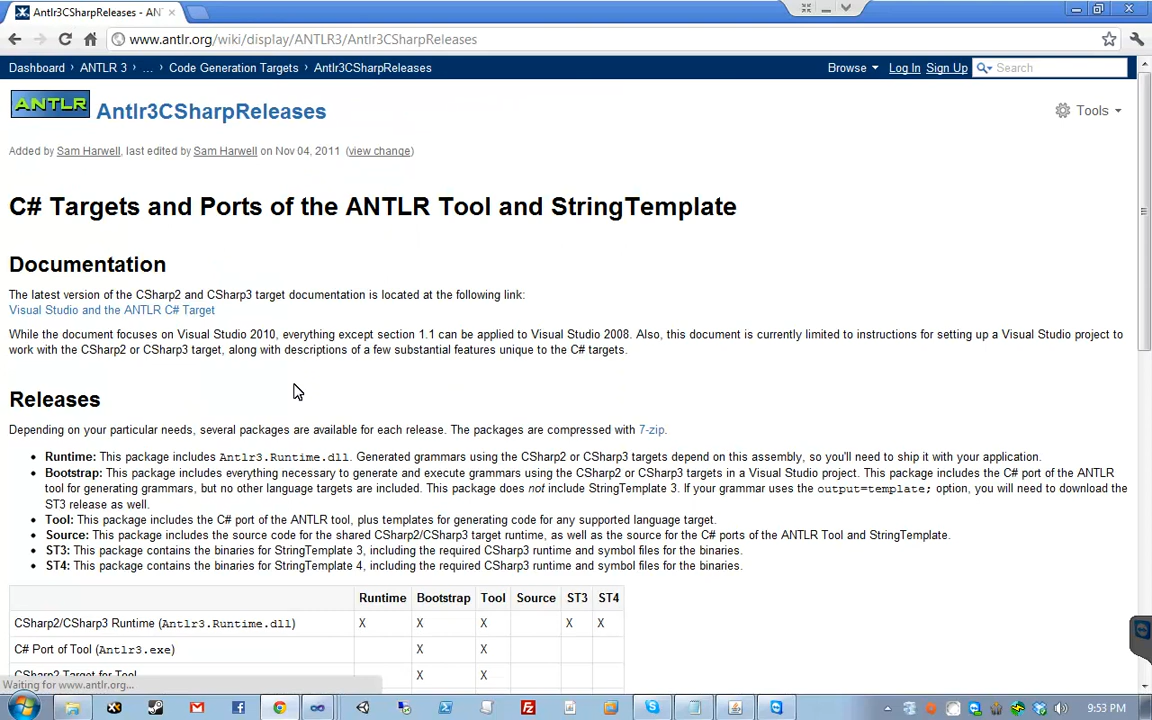 Antlr3CSharpReleases - AN
www.antlr.org/wiki/display/ANTLR3/Antlr3CSharpReleases
Dashboard > ANTLR 3 > ... > Code Generation Targets > Antlr3CSharpReleases Browse Log In Sign Up Search
ANTLR Antlr3CSharpReleases Tools
Added by Sam Harwell, last edited by Sam Harwell on Nov 04, 2011 (view change)
C# Targets and Ports of the ANTLR Tool and StringTemplate
Documentation
The latest version of the CSharp2 and CSharp3 target documentation is located at the following link:
Visual Studio and the ANTLR C# Target
While the document focuses on Visual Studio 2010, everything except section 1.1 can be applied to Visual Studio 2008. Also, this document is currently limited to instructions for setting up a Visual Studio project to
work with the CSharp2 or CSharp3 target, along with descriptions of a few substantial features unique to the C# targets.
Releases
Depending on your particular needs, several packages are available for each release. The packages are compressed with 7-zip.
• Runtime: This package includes Antlr3.Runtime.dll. Generated grammars using the CSharp2 or CSharp3 targets depend on this assembly, so you'll need to ship it with your application.
• Bootstrap: This package includes everything necessary to generate and execute grammars using the CSharp2 or CSharp3 targets in a Visual Studio project. This package includes the C# port of the ANTLR
tool for generating grammars, but no other language targets are included. This package does not include StringTemplate 3. If your grammar uses the output=template; option, you will need to download the
ST3 release as well.
• Tool: This package includes the C# port of the ANTLR tool, plus templates for generating code for any supported language target.
• Source: This package includes the source code for the shared CSharp2/CSharp3 target runtime, as well as the source for the C# ports of the ANTLR Tool and StringTemplate.
• ST3: This package contains the binaries for StringTemplate 3, including the required CSharp3 runtime and symbol files for the binaries.
• ST4: This package contains the binaries for StringTemplate 4, including the required CSharp3 runtime and symbol files for the binaries.
Runtime Bootstrap Tool Source ST3 ST4
CSharp2/CSharp3 Runtime (Antlr3.Runtime.dll) X X X X X
C# Port of Tool (Antlr3.exe) X X
CSharp2 Target for Tool X X
Waiting for www.antlr.org...
9:53 PM